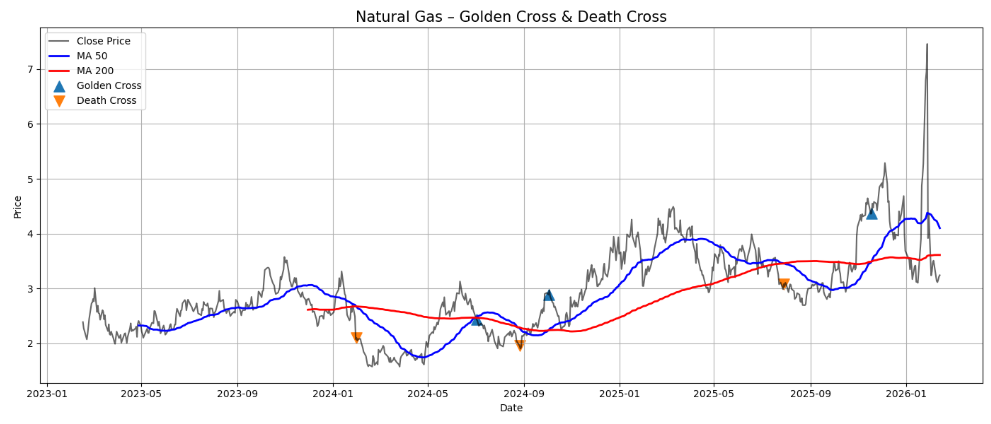 Natural Gas – Golden Cross & Death Cross
Close Price
MA 50
MA 200
Golden Cross
Death Cross
Price
7
6
5
4
3
2
2023-01
2023-05
2023-09
2024-01
2024-05
2024-09
2025-01
2025-05
2025-09
2026-01
Date